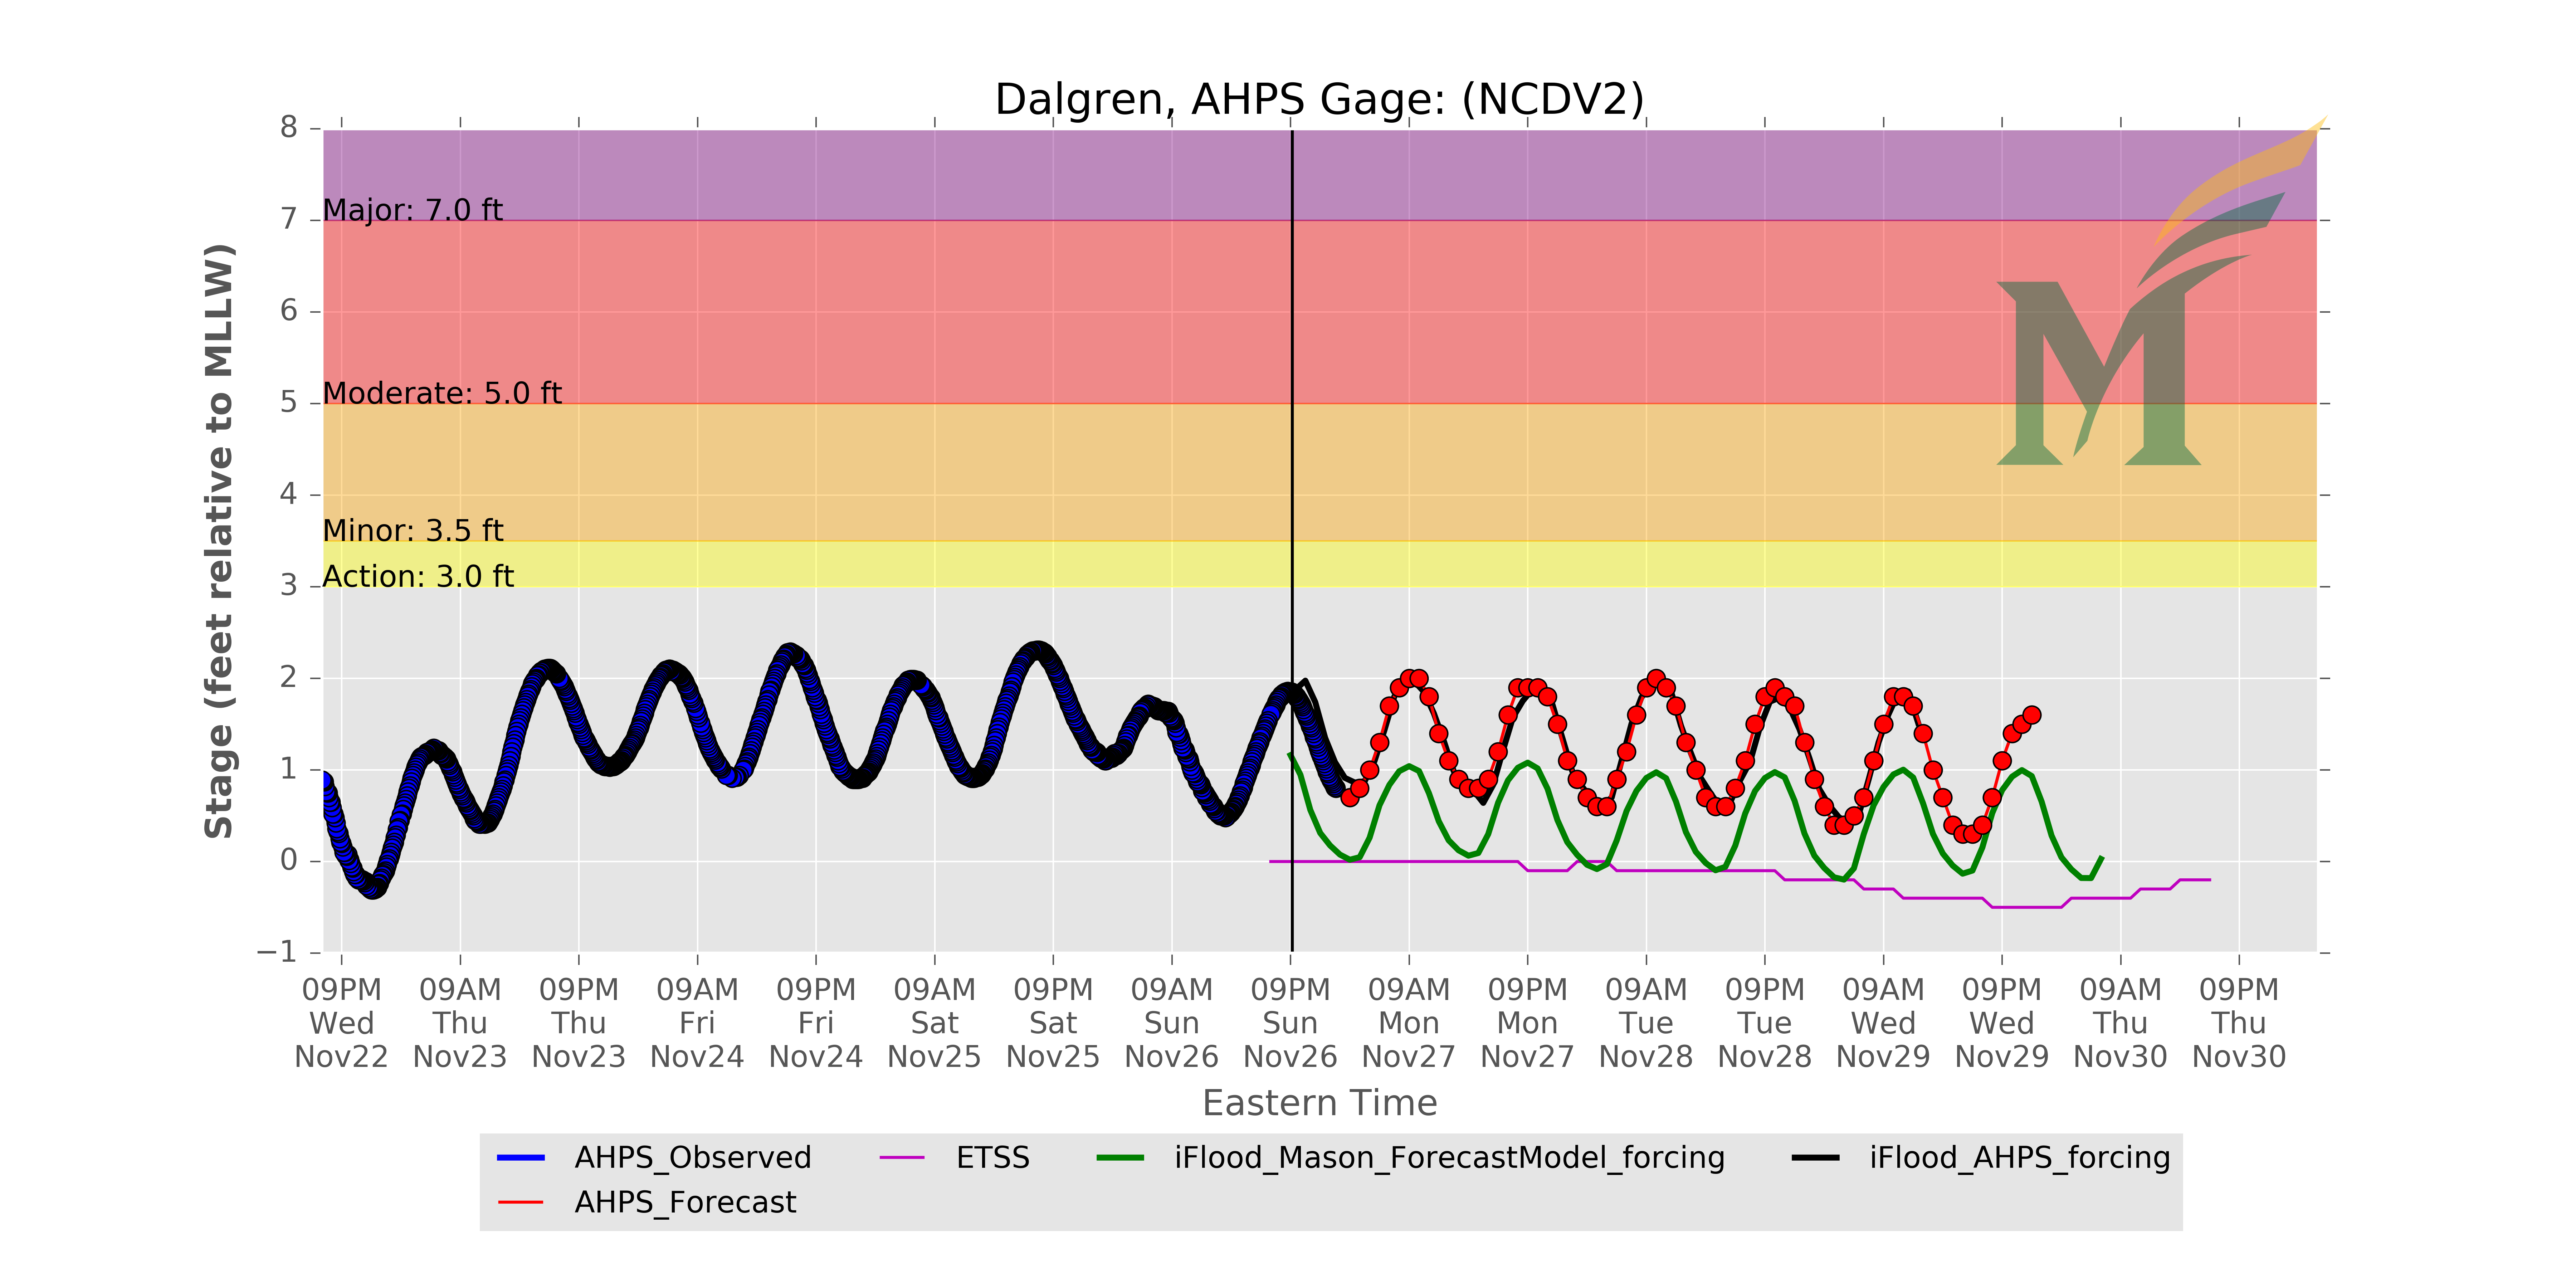 Dalgren, AHPS Gage: (NCDV2)
8
7
6
5
4
3
2
1
0
−1
Stage (feet relative to MLLW)
Major: 7.0 ft
Moderate: 5.0 ft
Minor: 3.5 ft
Action: 3.0 ft
M
09PM 09AM 09PM 09AM 09PM 09AM 09PM 09AM 09PM 09AM 09PM 09AM 09PM 09AM 09PM 09AM 09PM
Wed Thu Thu Fri Fri Sat Sat Sun Sun Mon Mon Tue Tue Wed Wed Thu Thu
Nov22 Nov23 Nov23 Nov24 Nov24 Nov25 Nov25 Nov26 Nov26 Nov27 Nov27 Nov28 Nov28 Nov29 Nov29 Nov30 Nov30
Eastern Time
AHPS_Observed ETSS iFlood_Mason_ForecastModel_forcing iFlood_AHPS_forcing
AHPS_Forecast